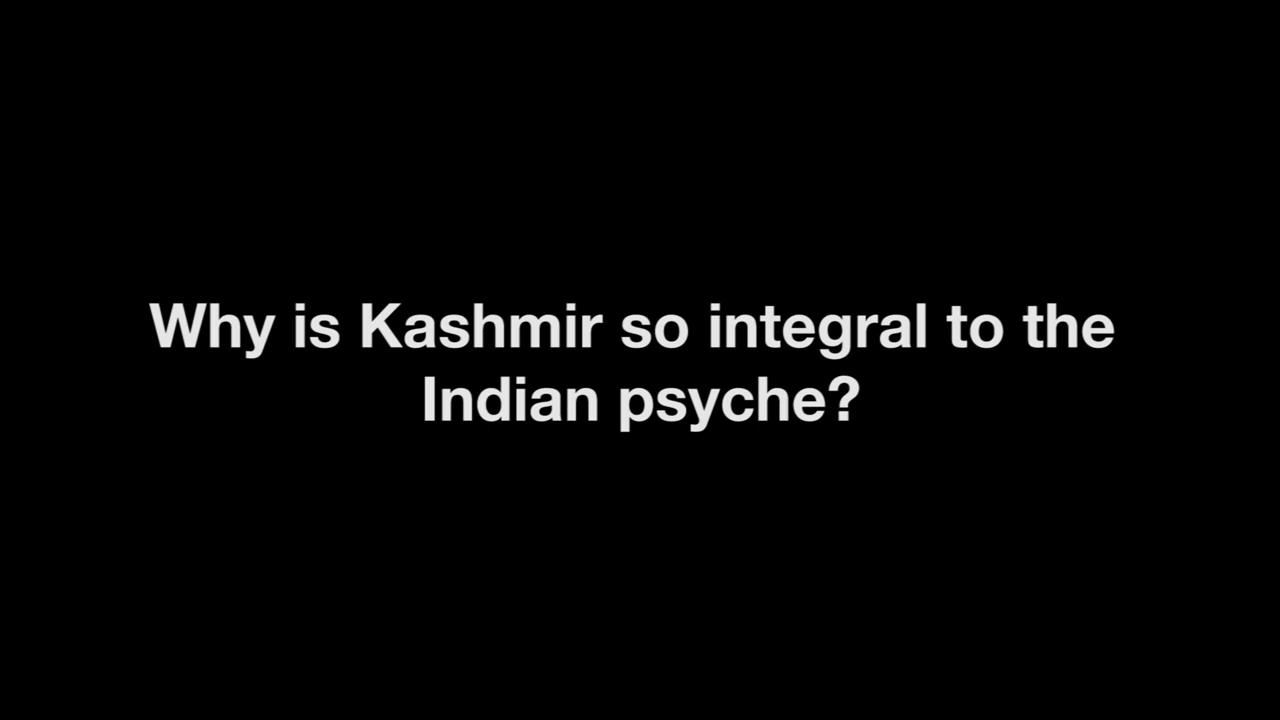 Why is Kashmir so integral to the
Indian psyche?